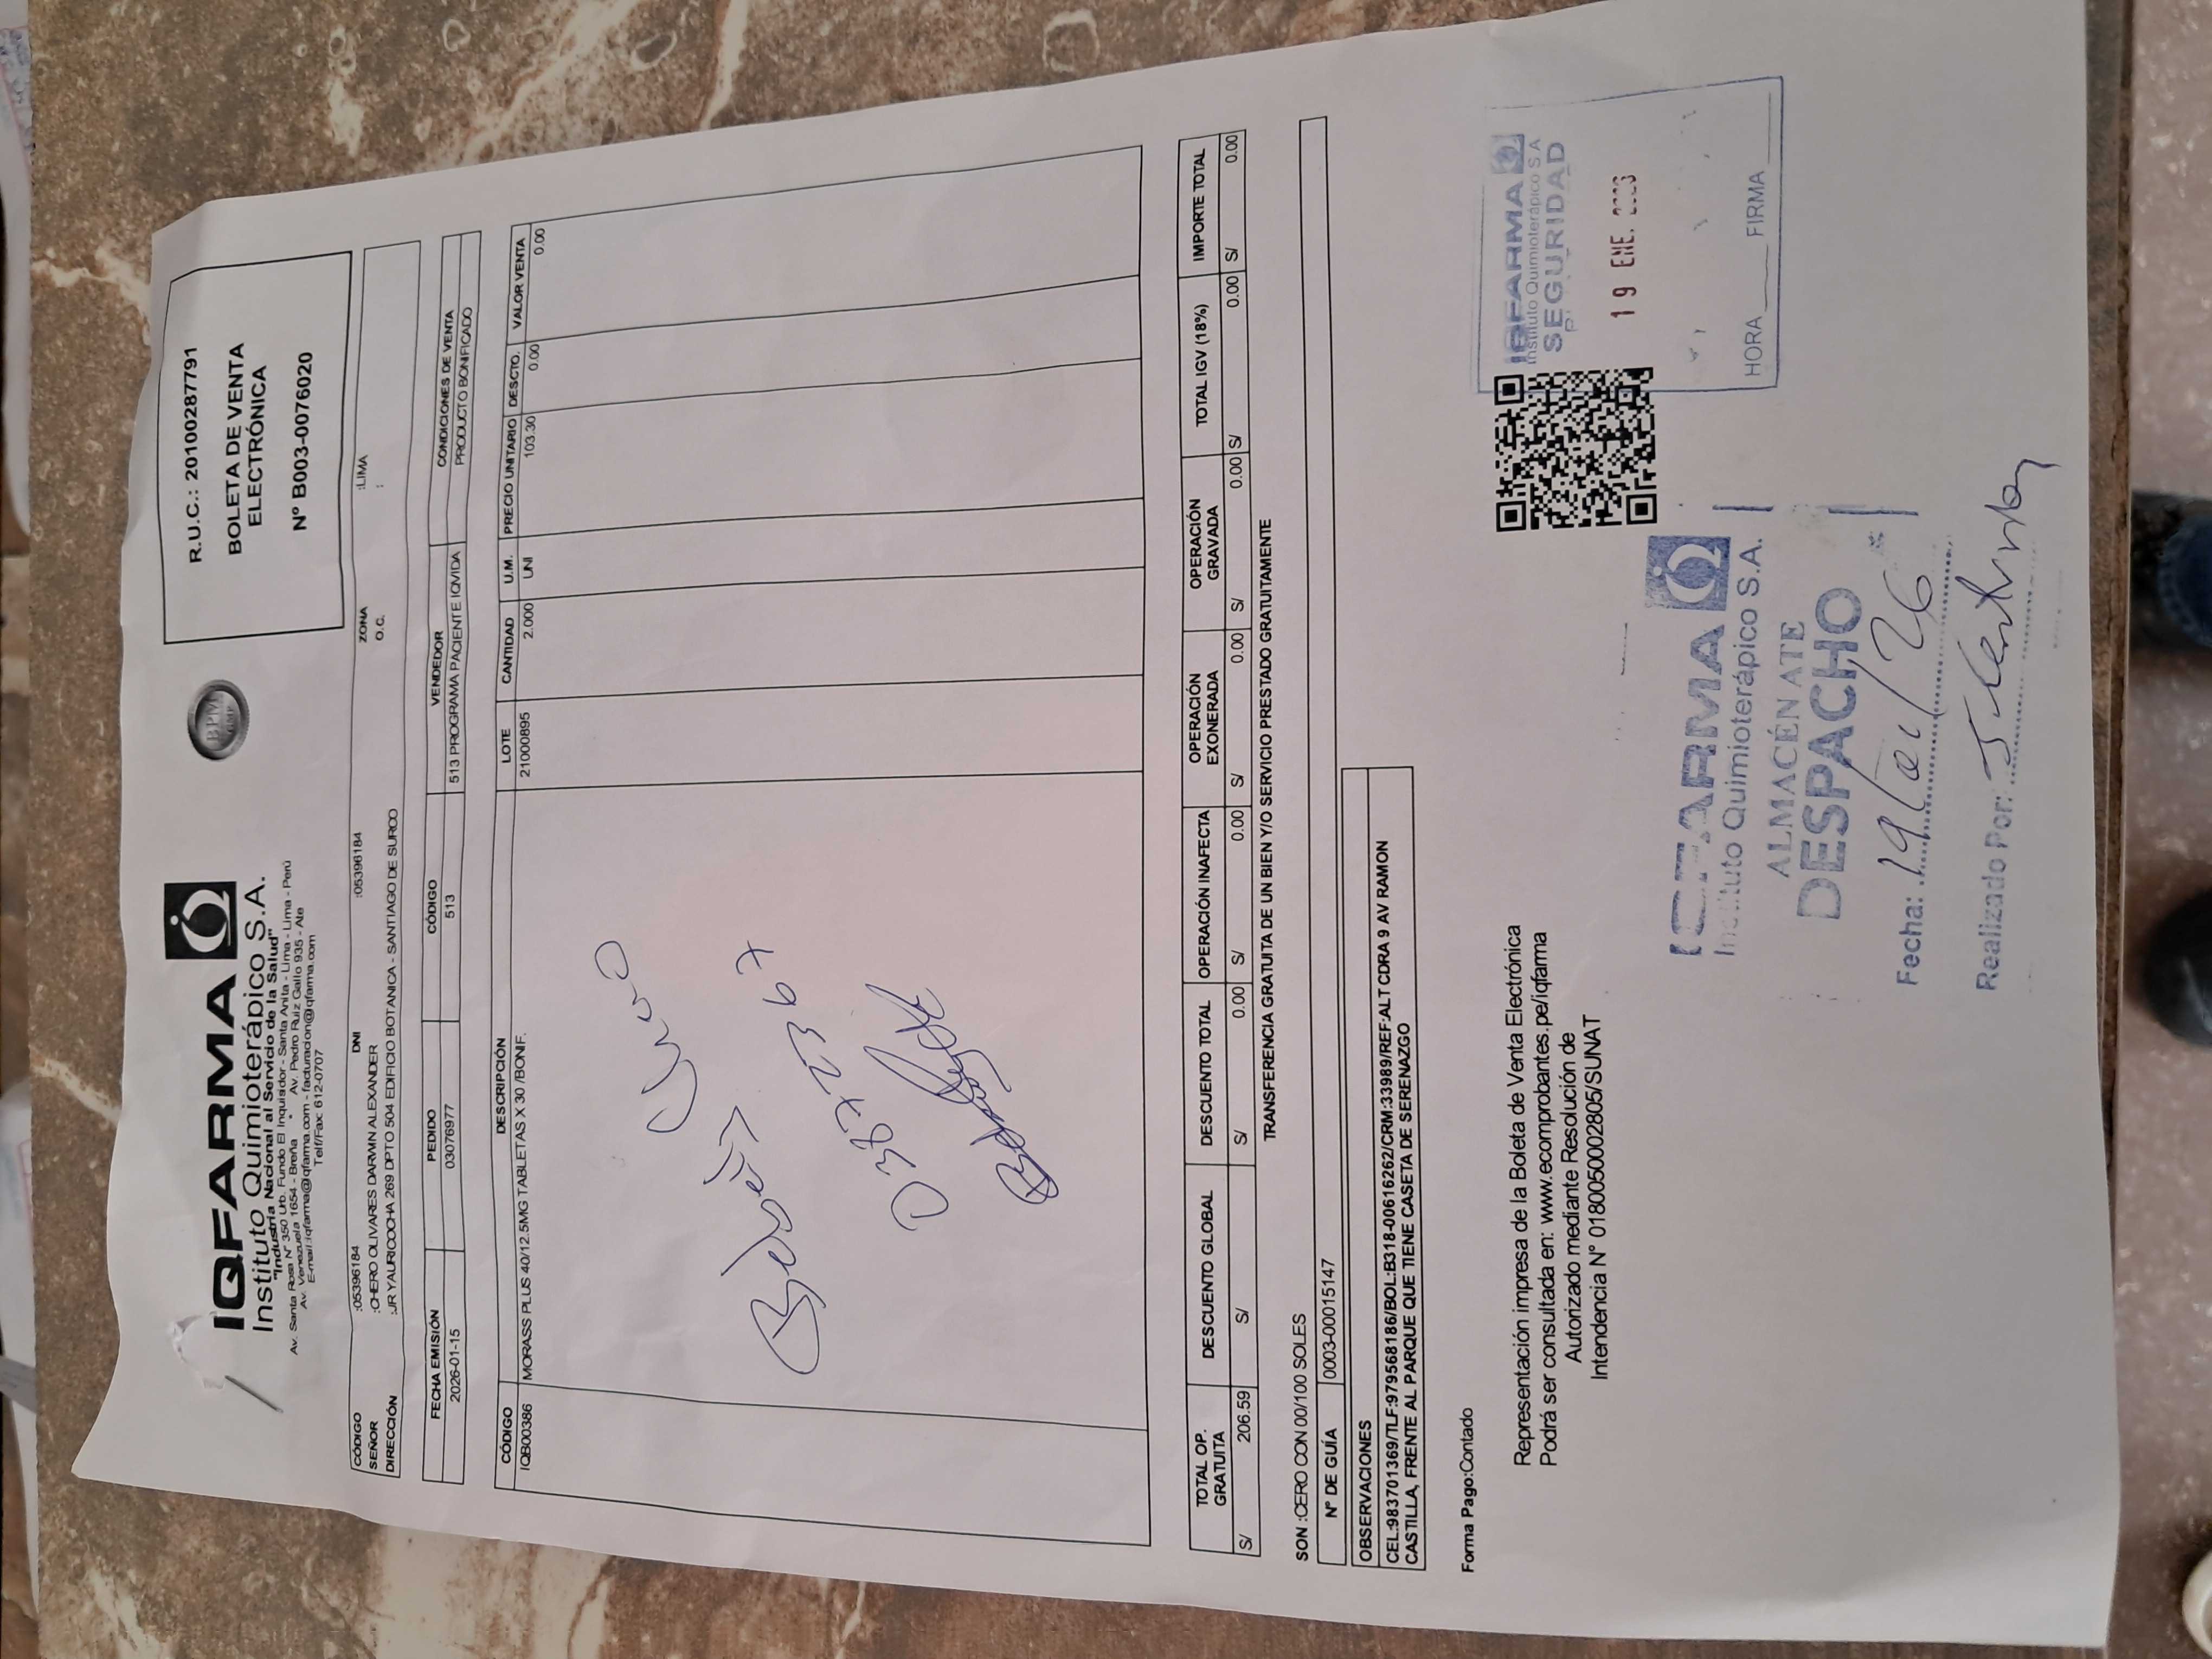 IQFARMA
Instituto Quimioterápico S.A.
"Industria Nacional al Servicio de la Salud"
Av. Santa Rosa N° 350 Urb. Fundo El Inquisidor - Santa Anita - Lima - Lima - Perú
Av. Venezuela 1654 - Breña - Av. Pedro Ruiz Gallo 935 - Ate
E-mail:iqfarma@iqfarma.com - facturacion@iqfarma.com
Telf/Fax: 612-0707
BPM
R.U.C.: 20100287791
BOLETA DE VENTA
ELECTRÓNICA
N° B003-0076020
CÓDIGO :05396184 DNI :05396184 ZONA :LIMA
SEÑOR :CHERO OLIVARES DARMN ALEXANDER O.C. :
DIRECCIÓN :JR YAURICOCHA 269 DPTO 504 EDIFICIO BOTANICA - SANTIAGO DE SURCO
FECHA EMISIÓN PEDIDO CÓDIGO VENDEDOR CONDICIONES DE VENTA
2026-01-15 03076977 513 513 PROGRAMA PACIENTE IQVIDA PRODUCTO BONIFICADO
CÓDIGO DESCRIPCIÓN LOTE CANTIDAD U.M. PRECIO UNITARIO DESCTO. VALOR VENTA
IQB00386 MORASS PLUS 40/12.5MG TABLETAS X 30 /BONIF. 21000895 2.000 UNI 103.30 0.00 0.00
TOTAL OP. GRATUITA DESCUENTO GLOBAL DESCUENTO TOTAL OPERACIÓN INAFECTA OPERACIÓN EXONERADA OPERACIÓN GRAVADA TOTAL IGV (18%) IMPORTE TOTAL
S/ 206.59 S/ S/ 0.00 S/ 0.00 S/ 0.00 S/ 0.00 S/ 0.00 S/ 0.00
TRANSFERENCIA GRATUITA DE UN BIEN Y/O SERVICIO PRESTADO GRATUITAMENTE
SON :CERO CON 00/100 SOLES
N° DE GUÍA 0003-00015147
OBSERVACIONES
CEL:983701369/TLF:979568186/BOL:B318-00616262/CRM:33989/REF:ALT CDRA 9 AV RAMON
CASTILLA, FRENTE AL PARQUE QUE TIENE CASETA DE SERENAZGO
Forma Pago:Contado
Representación impresa de la Boleta de Venta Electrónica
Podrá ser consultada en: www.ecomprobantes.pe/iqfarma
Autorizado mediante Resolución de
Intendencia N° 0180050002805/SUNAT
IQFARMA
Instituto Quimioterápico S.A.
SEGURIDAD
19 ENE.
HORA FIRMA
IQFARMA
Instituto Quimioterápico S.A.
ALMACÉN ATE
DESPACHO
Fecha: 19/01/26
Realizado Por: